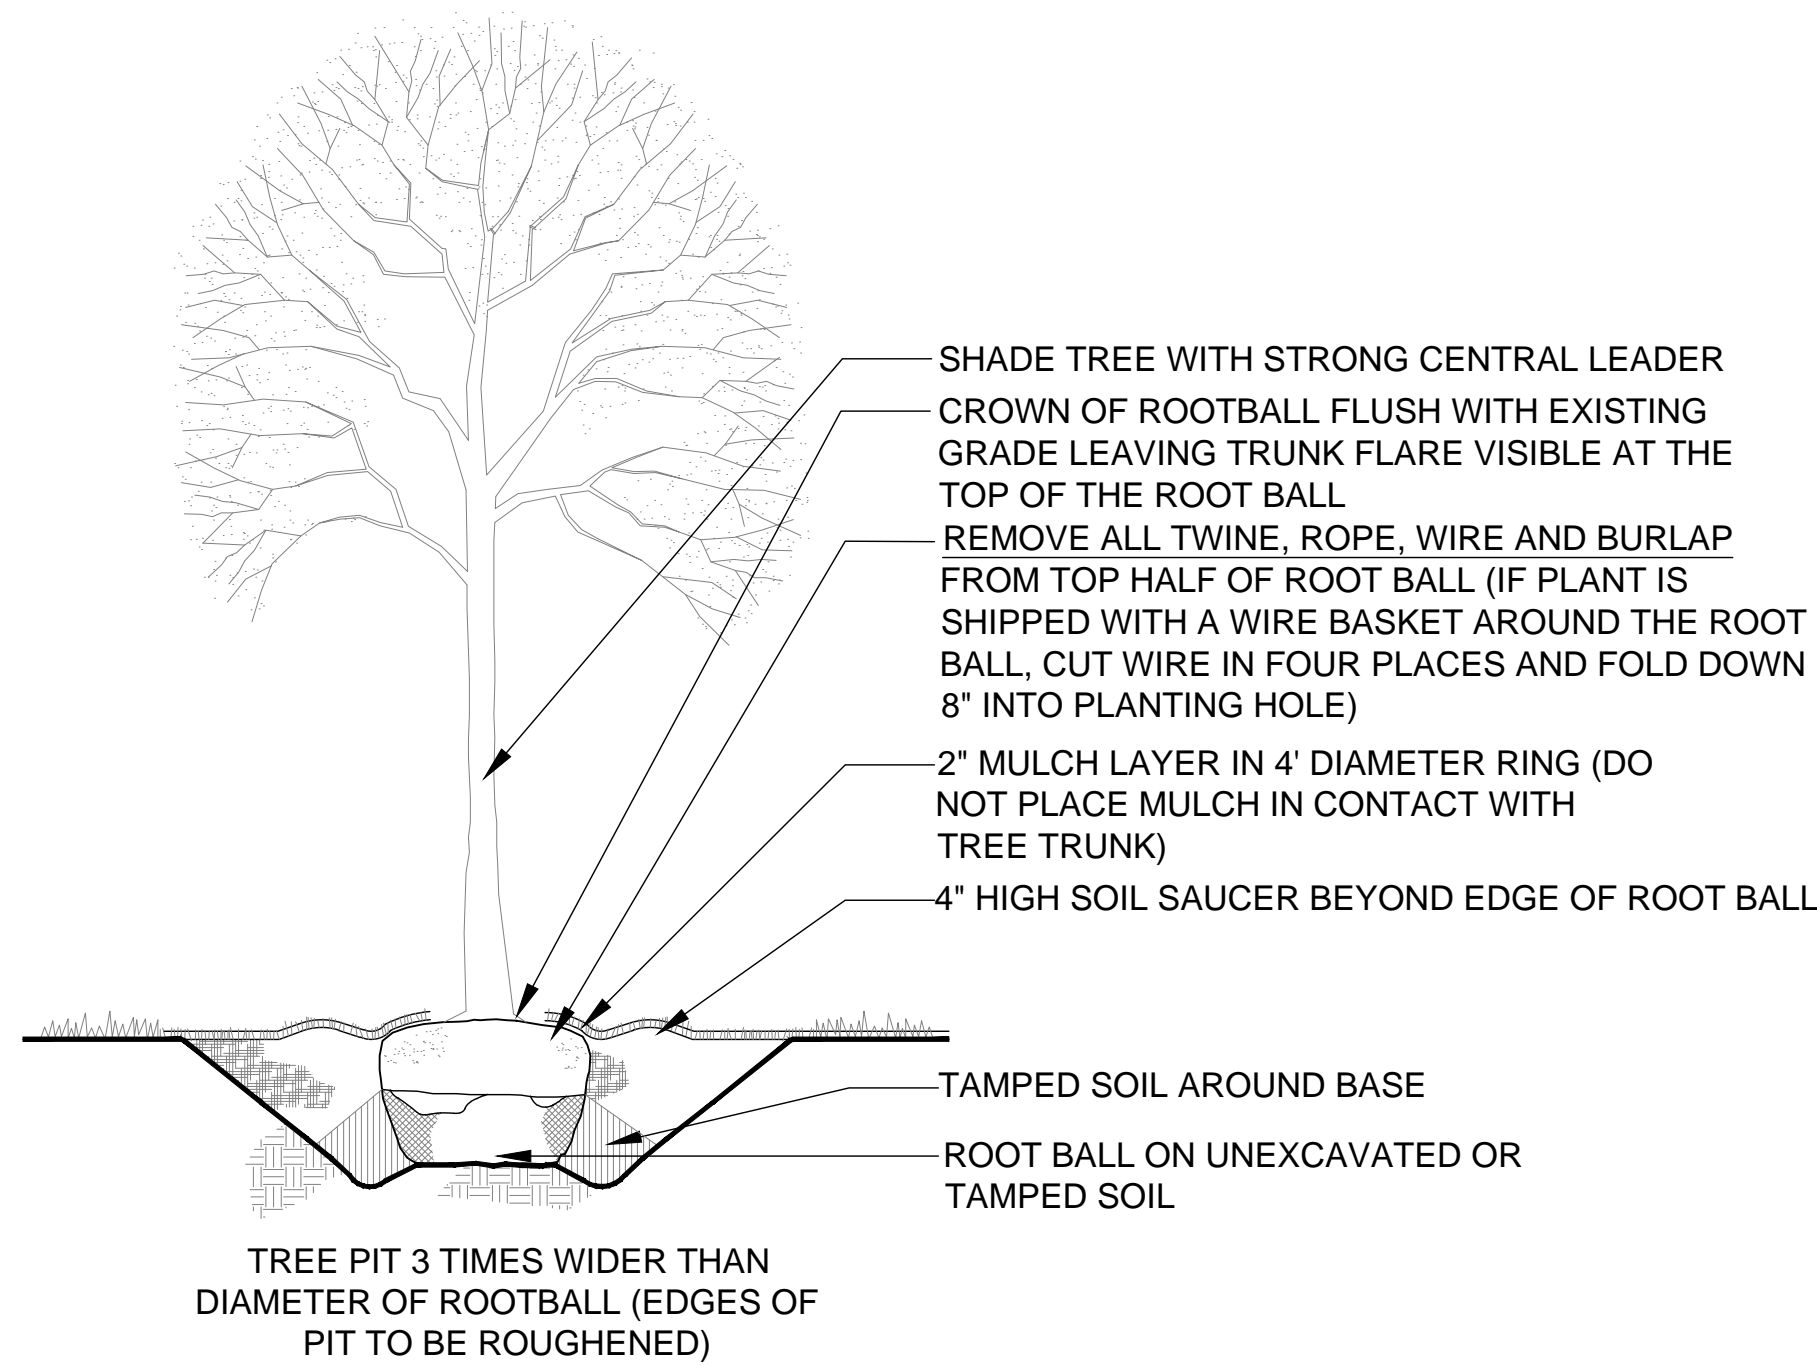 SHADE TREE WITH STRONG CENTRAL LEADER
CROWN OF ROOTBALL FLUSH WITH EXISTING
GRADE LEAVING TRUNK FLARE VISIBLE AT THE
TOP OF THE ROOT BALL
REMOVE ALL TWINE, ROPE, WIRE AND BURLAP
FROM TOP HALF OF ROOT BALL (IF PLANT IS
SHIPPED WITH A WIRE BASKET AROUND THE ROOT
BALL, CUT WIRE IN FOUR PLACES AND FOLD DOWN
8" INTO PLANTING HOLE)
2" MULCH LAYER IN 4' DIAMETER RING (DO
NOT PLACE MULCH IN CONTACT WITH
TREE TRUNK)
4" HIGH SOIL SAUCER BEYOND EDGE OF ROOT BALL
TAMPED SOIL AROUND BASE
ROOT BALL ON UNEXCAVATED OR
TAMPED SOIL
TREE PIT 3 TIMES WIDER THAN
DIAMETER OF ROOTBALL (EDGES OF
PIT TO BE ROUGHENED)